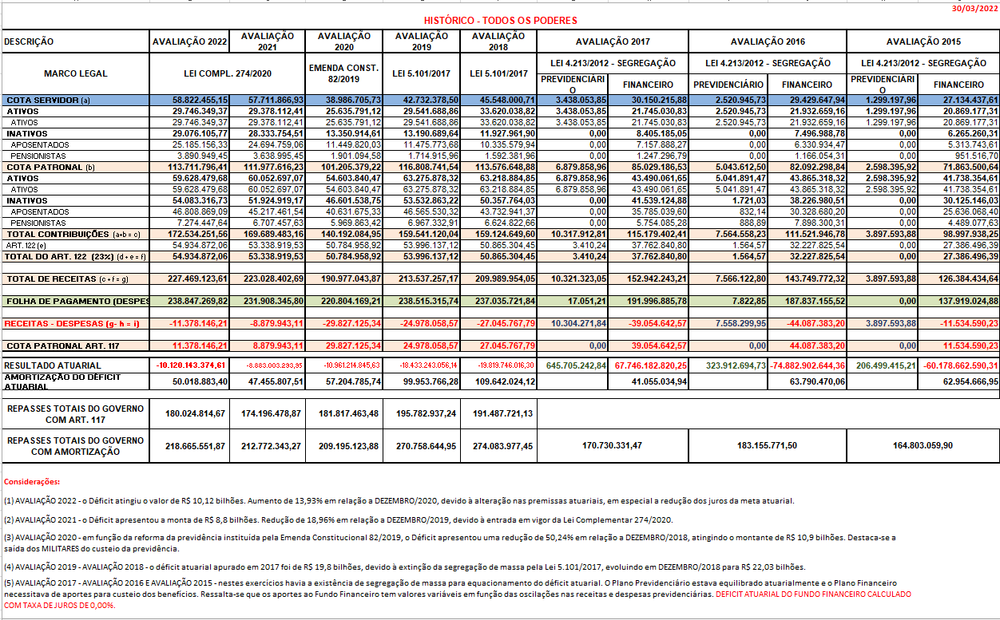 30/03/2022
HISTÓRICO - TODOS OS PODERES
DESCRIÇÃO AVALIAÇÃO 2022 AVALIAÇÃO 2021 AVALIAÇÃO 2020 AVALIAÇÃO 2019 AVALIAÇÃO 2018 AVALIAÇÃO 2017 AVALIAÇÃO 2016 AVALIAÇÃO 2015
MARCO LEGAL LEI COMPL. 274/2020 EMENDA CONST. 82/2019 LEI 5.101/2017 LEI 5.101/2017 LEI 4.213/2012 - SEGREGAÇÃO LEI 4.213/2012 - SEGREGAÇÃO LEI 4.213/2012 - SEGREGAÇÃO
PREVIDENCIÁRIO FINANCEIRO PREVIDENCIÁRIO FINANCEIRO PREVIDENCIÁRIO FINANCEIRO
COTA SERVIDOR (a) 58.822.455,15 57.711.866,93 38.986.705,73 42.732.378,50 45.548.000,71 3.438.053,85 30.150.215,88 2.520.945,73 29.429.647,94 1.299.197,96 27.134.437,61
ATIVOS 29.746.349,37 29.378.112,41 25.635.791,12 29.541.688,86 33.620.038,82 3.438.053,85 21.745.030,83 2.520.945,73 21.932.659,16 1.299.197,96 20.869.177,31
ATIVOS 29.746.349,37 29.378.112,41 25.635.791,12 29.541.688,86 33.620.038,82 3.438.053,85 21.745.030,83 2.520.945,73 21.932.659,16 1.299.197,96 20.869.177,31
INATIVOS 29.076.105,77 28.333.754,51 13.350.914,61 13.190.689,64 11.927.961,90 0,00 8.405.185,05 0,00 7.496.988,78 0,00 6.265.260,31
APOSENTADOS 25.185.156,33 24.694.759,06 11.449.820,03 11.475.773,68 10.335.579,94 0,00 7.157.888,27 0,00 6.330.934,47 0,00 5.313.743,61
PENSIONISTAS 3.890.949,45 3.638.995,45 1.901.094,58 1.714.915,96 1.592.381,96 0,00 1.247.296,79 0,00 1.166.054,31 0,00 951.516,70
COTA PATRONAL (b) 113.711.796,41 111.977.616,23 101.205.379,22 116.808.741,54 113.576.648,88 6.879.858,96 85.029.186,53 5.043.612,50 82.092.298,84 2.598.395,92 71.863.500,64
ATIVOS 59.628.479,68 60.052.697,07 54.603.840,47 63.275.878,32 63.218.884,85 6.879.858,96 43.490.061,65 5.041.891,47 43.865.318,32 2.598.395,92 41.738.354,61
ATIVOS 59.628.479,68 60.052.697,07 54.603.840,47 63.275.878,32 63.218.884,85 6.879.858,96 43.490.061,65 5.041.891,47 43.865.318,32 2.598.395,92 41.738.354,61
INATIVOS 54.083.316,73 51.924.919,17 46.601.538,75 53.532.863,22 50.357.764,03 0,00 41.539.124,88 1.721,03 38.226.980,51 0,00 30.125.146,03
APOSENTADOS 46.808.869,09 45.217.461,54 40.631.675,33 46.565.530,32 43.732.941,37 0,00 35.785.039,60 832,14 30.328.680,20 0,00 25.636.068,40
PENSIONISTAS 7.274.447,64 6.707.457,63 5.969.863,42 6.967.332,91 6.624.822,66 0,00 5.754.085,28 888,89 7.898.300,31 0,00 4.489.077,63
TOTAL CONTRIBUIÇÕES (a+b = c) 172.534.251,56 169.689.483,16 140.192.084,95 159.541.120,04 159.124.649,60 10.317.912,81 115.179.402,41 7.564.558,23 111.521.946,78 3.897.593,88 98.997.938,25
ART. 122 (e) 54.934.872,06 53.338.919,53 50.784.958,92 53.996.137,12 50.865.304,45 3.410,24 37.762.840,80 1.564,57 32.227.825,54 0,00 27.386.496,39
TOTAL DO ART. 122 (23%) (d + e = f) 54.934.872,06 53.338.919,53 50.784.958,92 53.996.137,12 50.865.304,45 3.410,24 37.762.840,80 1.564,57 32.227.825,54 0,00 27.386.496,39
TOTAL DE RECEITAS (c + f = g) 227.469.123,61 223.028.402,69 190.977.043,87 213.537.257,17 209.989.954,05 10.321.323,05 152.942.243,21 7.566.122,80 143.749.772,32 3.897.593,88 126.384.434,64
FOLHA DE PAGAMENTO (DESPES 238.847.269,82 231.908.345,80 220.804.169,21 238.515.315,74 237.035.721,84 17.051,21 191.996.885,78 7.822,85 187.837.155,52 0,00 137.919.024,88
RECEITAS - DESPESAS (g- h = i) -11.378.146,21 -8.879.943,11 -29.827.125,34 -24.978.058,57 -27.045.767,79 10.304.271,84 -39.054.642,57 7.558.299,95 -44.087.383,20 3.897.593,88 -11.534.590,23
COTA PATRONAL ART. 117 11.378.146,21 8.879.943,11 29.827.125,34 24.978.058,57 27.045.767,79 0,00 39.054.642,57 0,00 44.087.383,20 0,00 11.534.590,23
RESULTADO ATUARIAL -10.120.143.374,61 -8.883.003.293,95 -10.961.214.845,63 -18.433.243.056,14 -19.819.746.016,30 645.705.242,84 67.746.182.820,25 323.912.694,73 -74.882.902.644,36 206.499.415,21 -60.178.662.590,31
AMORTIZAÇÃO DO DÉFICIT ATUARIAL 50.018.883,40 47.455.807,51 57.204.785,74 99.953.766,28 109.642.024,12 41.055.034,94 63.790.470,06 62.954.666,95
REPASSES TOTAIS DO GOVERNO COM ART. 117 180.024.814,67 174.196.478,87 181.817.463,48 195.782.937,24 191.487.721,13
REPASSES TOTAIS DO GOVERNO COM AMORTIZAÇÃO 218.665.551,87 212.772.343,27 209.195.123,88 270.758.644,95 274.083.977,45 170.730.331,47 183.155.771,50 164.803.059,90
Considerações:
(1) AVALIAÇÃO 2022 - o Déficit atingiu o valor de R$ 10,12 bilhões. Aumento de 13,93% em relação a DEZEMBRO/2020, devido à alteração nas premissas atuariais, em especial a redução dos juros da meta atuarial.
(2) AVALIAÇÃO 2021 - o Déficit apresentou a monta de R$ 8,8 bilhões. Redução de 18,96% em relação a DEZEMBRO/2019, devido à entrada em vigor da Lei Complementar 274/2020.
(3) AVALIAÇÃO 2020 - em função da reforma da previdência instituída pela Emenda Constitucional 82/2019, o Déficit apresentou uma redução de 50,24% em relação a DEZEMBRO/2018, atingindo o montante de R$ 10,9 bilhões. Destaca-se a
saída dos MILITARES do custeio da previdência.
(4) AVALIAÇÃO 2019 - AVALIAÇÃO 2018 - o déficit atuarial apurado em 2017 foi de R$ 19,8 bilhões, devido à extinção da segregação de massa pela Lei 5.101/2017, evoluindo em DEZEMBRO/2018 para R$ 22,03 bilhões.
(5) AVALIAÇÃO 2017 - AVALIAÇÃO 2016 E AVALIAÇÃO 2015 - nestes exercícios havia a existência de segregação de massa para equacionamento do déficit atuarial. O Plano Previdenciário estava equilibrado atuarialmente e o Plano Financeiro
necessitava de aportes para custeio dos benefícios. Ressalta-se que os aportes ao Fundo Financeiro tem valores variáveis em função das oscilações nas receitas e despesas previdenciárias. DEFICIT ATUARIAL DO FUNDO FINANCEIRO CALCULADO
COM TAXA DE JUROS DE 0,00%.